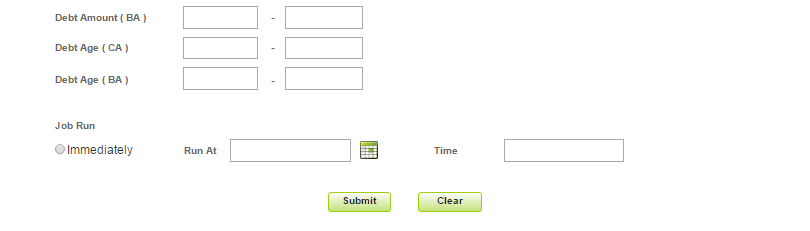 Debt Amount ( BA ) -
Debt Age ( CA ) -
Debt Age ( BA ) -
Job Run
Immediately Run At Time
Submit Clear